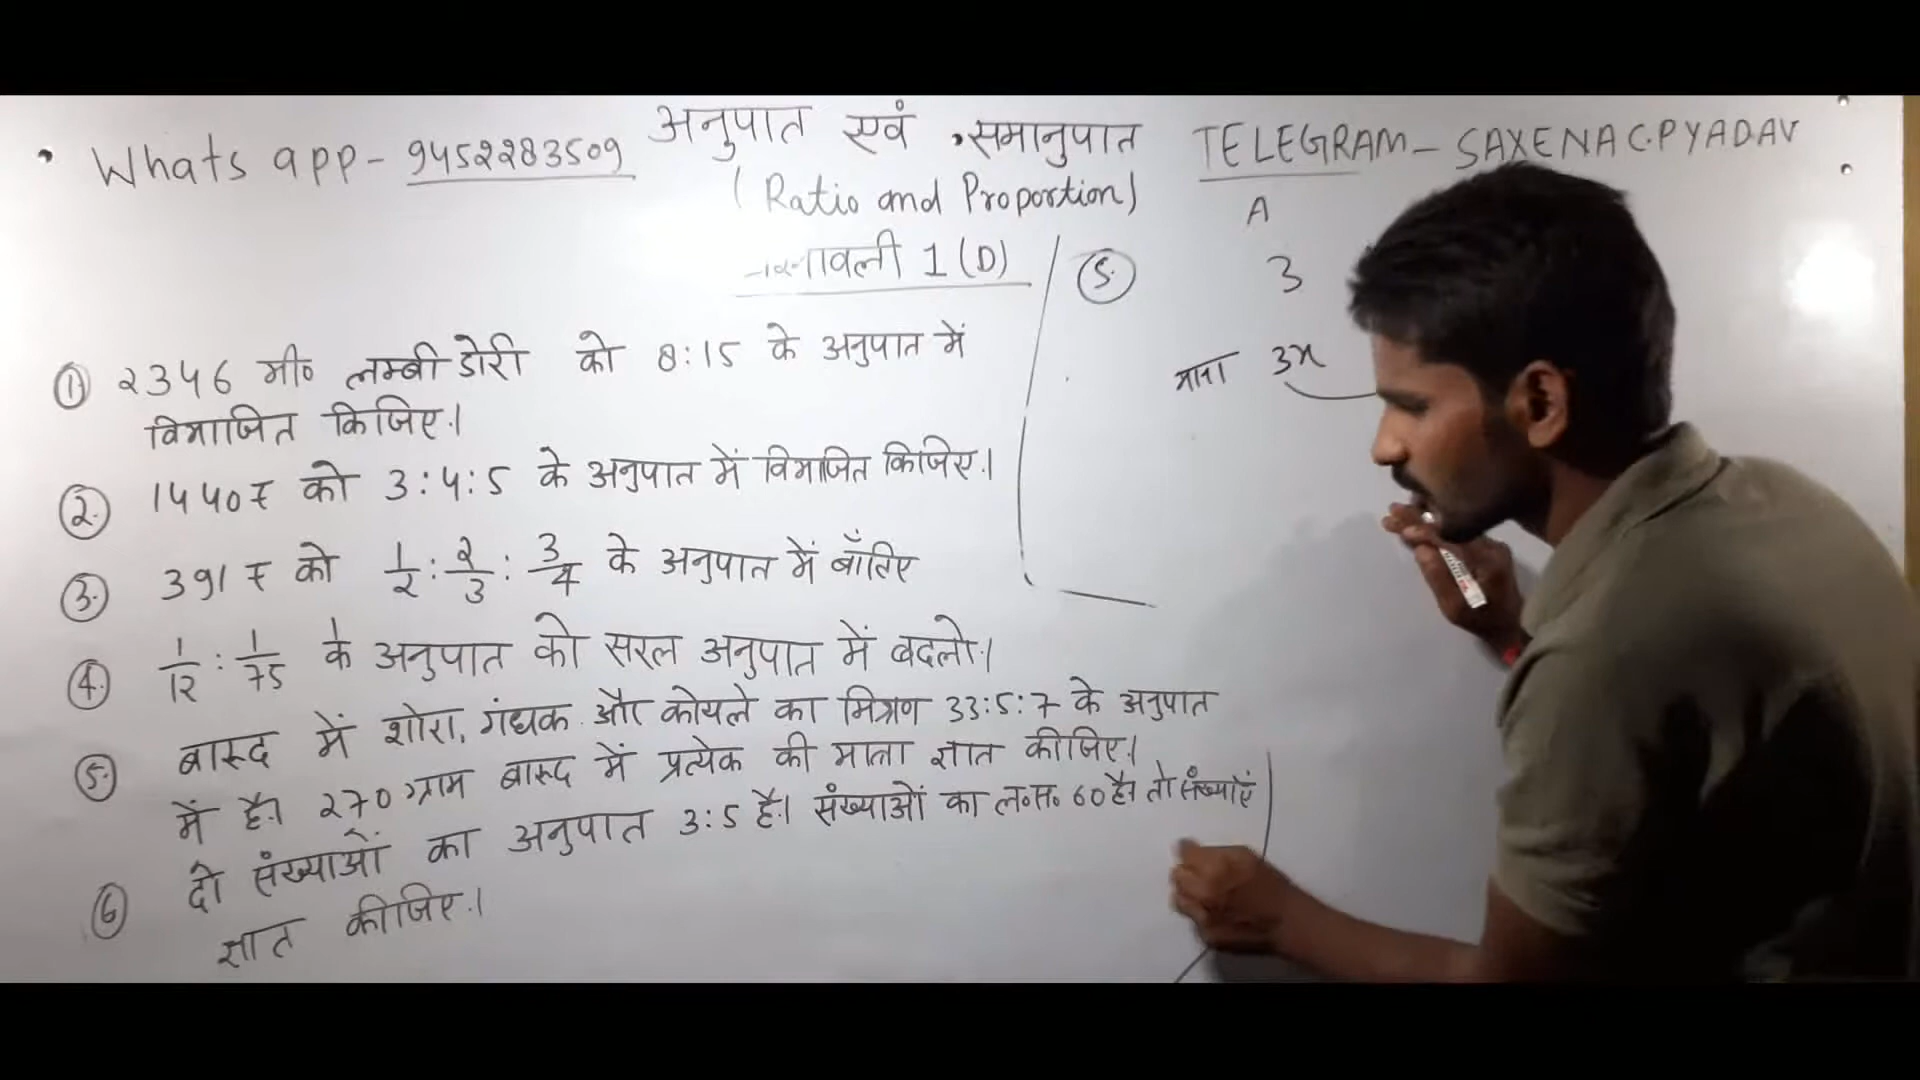 अनुपात एवं समानुपात
Whats app - 9452283509
TELEGRAM - SAXENA C.P YADAV
(Ratio and Proportion)
1 (D)
① 2346 मी० लम्बी डोरी को 8:15 के अनुपात में
विभाजित किजिए।
②. 1440 ₹ को 3:4:5 के अनुपात में विभाजित किजिए।
③. 391 ₹ को 1/2 : 2/3 : 3/4 के अनुपात में बाँटिए
④. 1/12 : 1/75 के अनुपात को सरल अनुपात में बदलो।
⑤. बारूद में शोरा, गंधक और कोयले का मिश्रण 33:5:7 के अनुपात
में है। 270 ग्राम बारूद में प्रत्येक की मात्रा ज्ञात कीजिए।
⑥ दो संख्याओं का अनुपात 3:5 है। संख्याओं का ल०स० 60 है। तो संख्याएँ
ज्ञात कीजिए।
⑤.
A
3
माना 3x